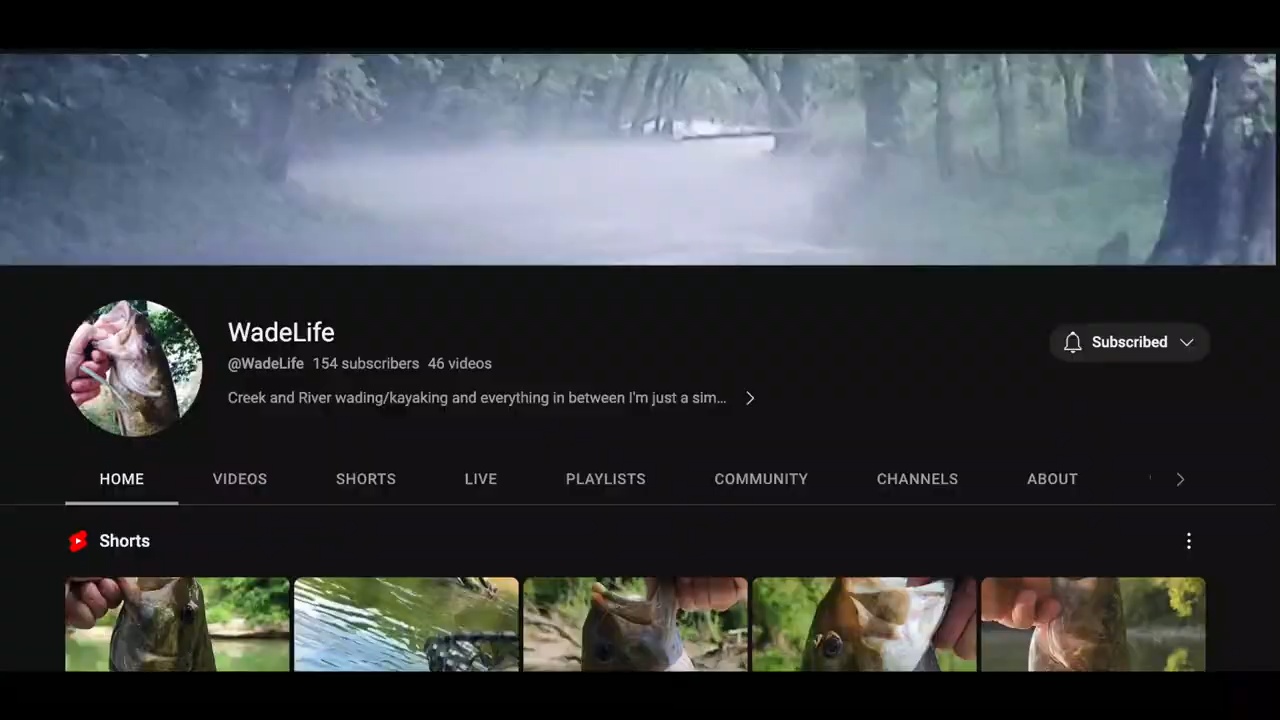 WadeLife
@WadeLife 154 subscribers 46 videos
Subscribed
Creek and River wading/kayaking and everything in between I'm just a sim...
HOME VIDEOS SHORTS LIVE PLAYLISTS COMMUNITY CHANNELS ABOUT
Shorts